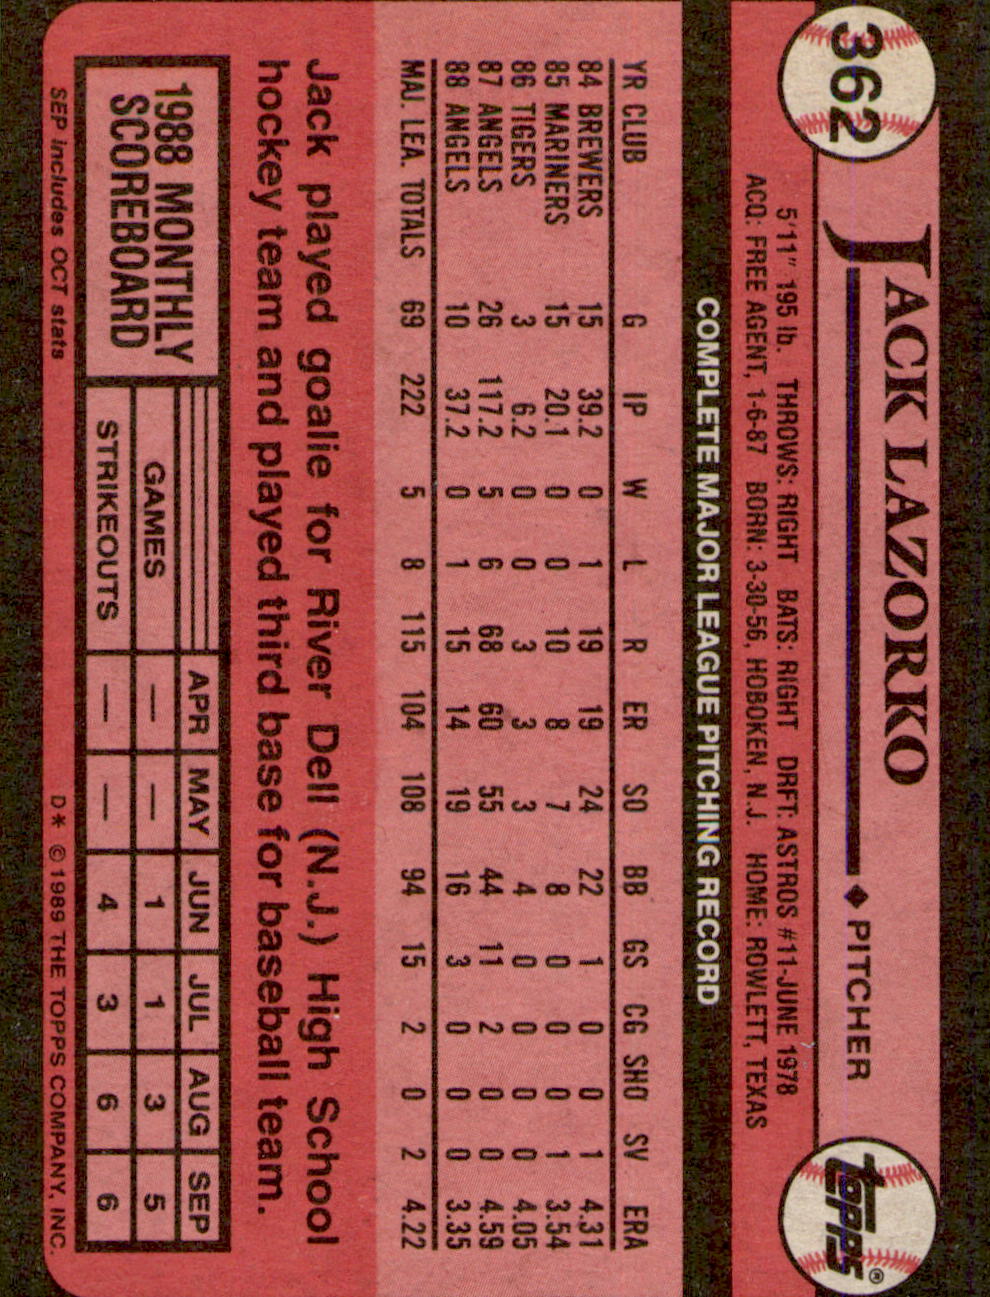 362
JACK LAZORKO ♦ PITCHER
TOPPS®
5'11" 195 lb. THROWS: RIGHT BATS: RIGHT DRFT: ASTROS #11-JUNE 1978
ACQ: FREE AGENT, 1-6-87 BORN: 3-30-56, HOBOKEN, N.J. HOME: ROWLETT, TEXAS
COMPLETE MAJOR LEAGUE PITCHING RECORD
YR CLUB G IP W L R ER SO BB GS CG SHO SV ERA
84 BREWERS 15 39.2 0 1 19 19 24 22 1 0 0 1 4.31
85 MARINERS 15 20.1 0 0 10 8 7 8 0 0 0 1 3.54
86 TIGERS 3 6.2 0 0 3 3 3 4 0 0 0 0 4.05
87 ANGELS 26 117.2 5 6 68 60 55 44 11 2 0 0 4.59
88 ANGELS 10 37.2 0 1 15 14 19 16 3 0 0 0 3.35
MAJ. LEA. TOTALS 69 222 5 8 115 104 108 94 15 2 0 2 4.22
Jack played goalie for River Dell (N.J.) High School
hockey team and played third base for baseball team.
1988 MONTHLY
SCOREBOARD
APR MAY JUN JUL AUG SEP
GAMES — — 1 1 3 5
STRIKEOUTS — — 4 3 6 6
SEP includes OCT stats
D* ©1989 THE TOPPS COMPANY, INC.